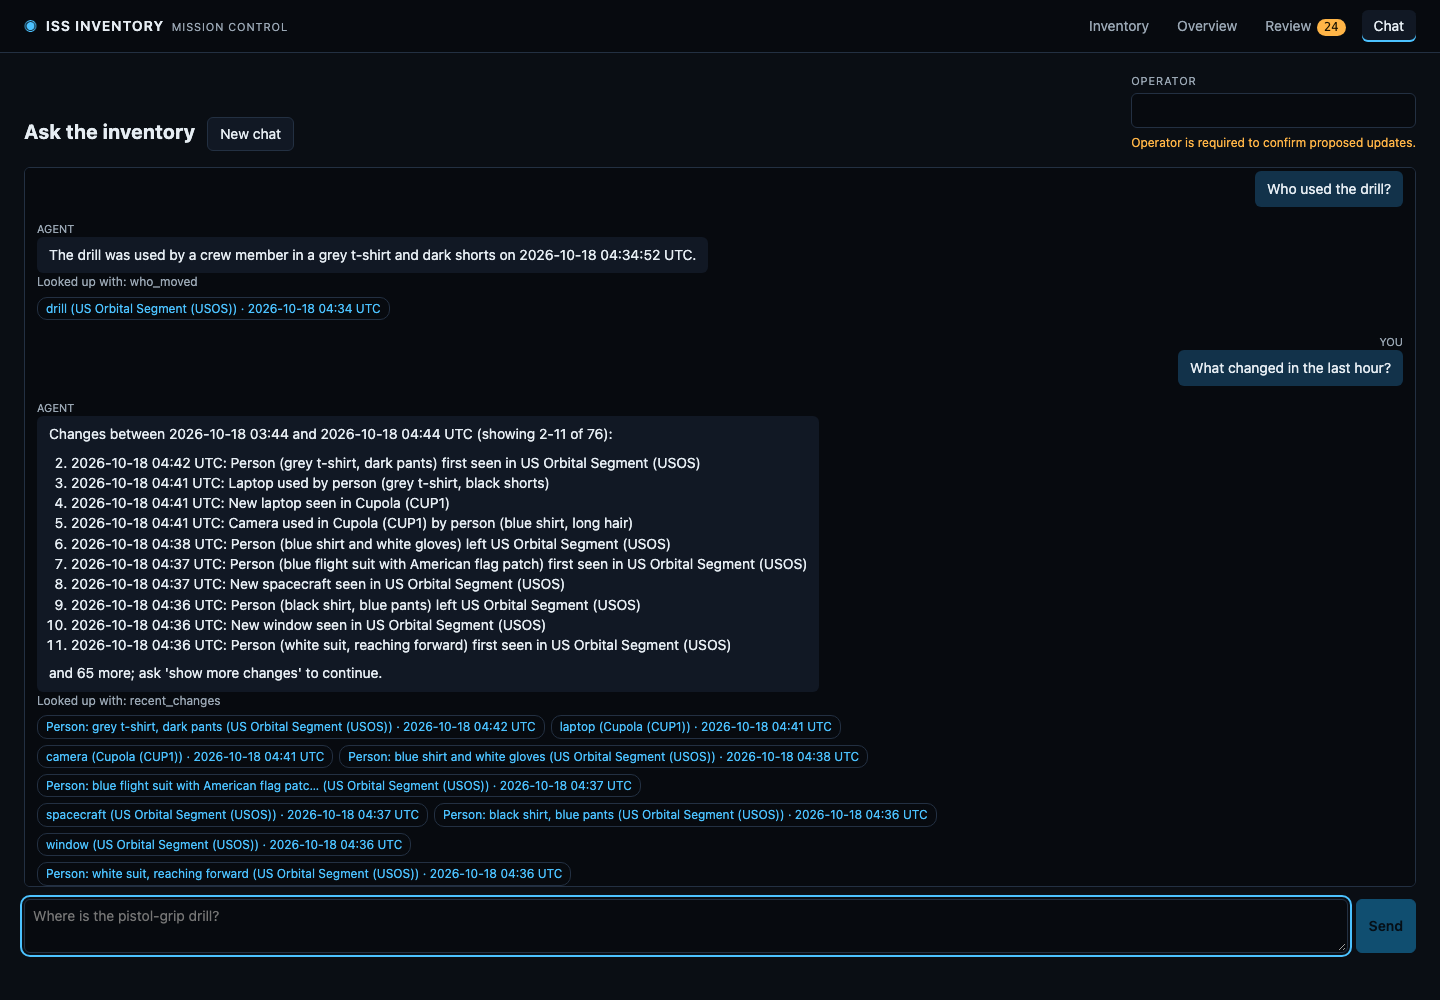 ISS INVENTORY MISSION CONTROL
Inventory
Overview
Review 24
Chat
OPERATOR
Ask the inventory
New chat
Operator is required to confirm proposed updates.
Who used the drill?
AGENT
The drill was used by a crew member in a grey t-shirt and dark shorts on 2026-10-18 04:34:52 UTC.
Looked up with: who_moved
drill (US Orbital Segment (USOS)) · 2026-10-18 04:34 UTC
YOU
What changed in the last hour?
AGENT
Changes between 2026-10-18 03:44 and 2026-10-18 04:44 UTC (showing 2-11 of 76):
2. 2026-10-18 04:42 UTC: Person (grey t-shirt, dark pants) first seen in US Orbital Segment (USOS)
3. 2026-10-18 04:41 UTC: Laptop used by person (grey t-shirt, black shorts)
4. 2026-10-18 04:41 UTC: New laptop seen in Cupola (CUP1)
5. 2026-10-18 04:41 UTC: Camera used in Cupola (CUP1) by person (blue shirt, long hair)
6. 2026-10-18 04:38 UTC: Person (blue shirt and white gloves) left US Orbital Segment (USOS)
7. 2026-10-18 04:37 UTC: Person (blue flight suit with American flag patch) first seen in US Orbital Segment (USOS)
8. 2026-10-18 04:37 UTC: New spacecraft seen in US Orbital Segment (USOS)
9. 2026-10-18 04:36 UTC: Person (black shirt, blue pants) left US Orbital Segment (USOS)
10. 2026-10-18 04:36 UTC: New window seen in US Orbital Segment (USOS)
11. 2026-10-18 04:36 UTC: Person (white suit, reaching forward) first seen in US Orbital Segment (USOS)
and 65 more; ask 'show more changes' to continue.
Looked up with: recent_changes
Person: grey t-shirt, dark pants (US Orbital Segment (USOS)) · 2026-10-18 04:42 UTC
laptop (Cupola (CUP1)) · 2026-10-18 04:41 UTC
camera (Cupola (CUP1)) · 2026-10-18 04:41 UTC
Person: blue shirt and white gloves (US Orbital Segment (USOS)) · 2026-10-18 04:38 UTC
Person: blue flight suit with American flag patc... (US Orbital Segment (USOS)) · 2026-10-18 04:37 UTC
spacecraft (US Orbital Segment (USOS)) · 2026-10-18 04:37 UTC
Person: black shirt, blue pants (US Orbital Segment (USOS)) · 2026-10-18 04:36 UTC
window (US Orbital Segment (USOS)) · 2026-10-18 04:36 UTC
Person: white suit, reaching forward (US Orbital Segment (USOS)) · 2026-10-18 04:36 UTC
Where is the pistol-grip drill?
Send